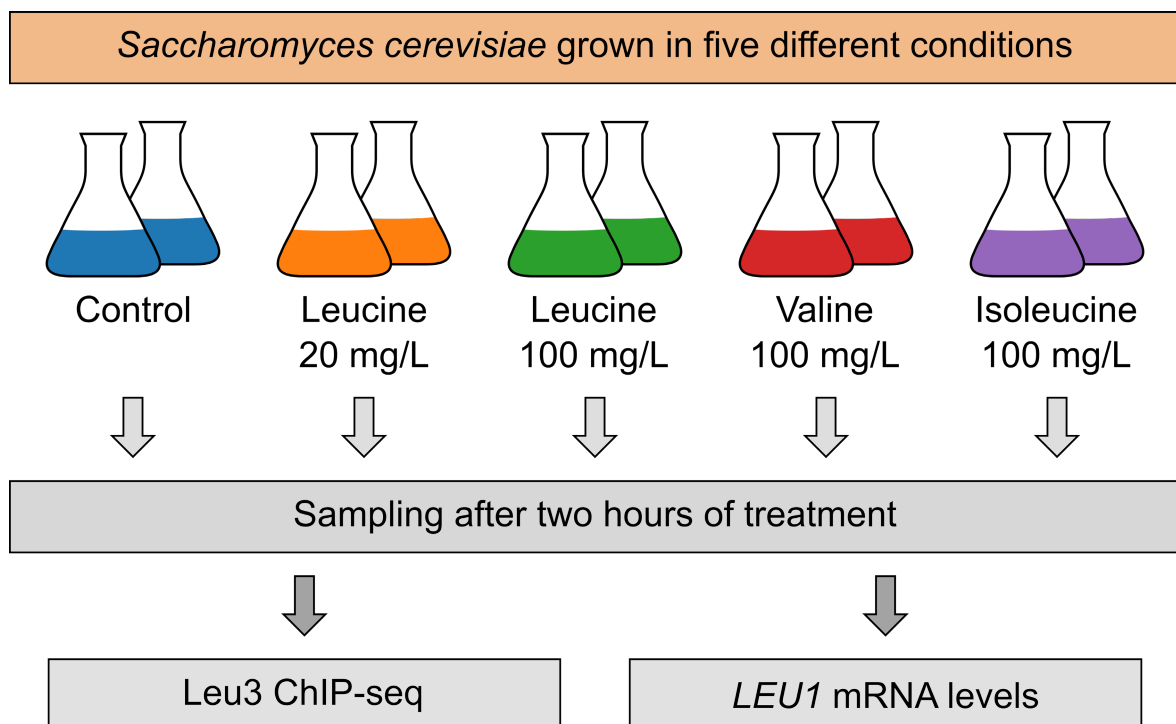 Saccharomyces cerevisiae grown in five different conditions
Control
Leucine
20 mg/L
Leucine
100 mg/L
Valine
100 mg/L
Isoleucine
100 mg/L
Sampling after two hours of treatment
Leu3 ChIP-seq
LEU1 mRNA levels